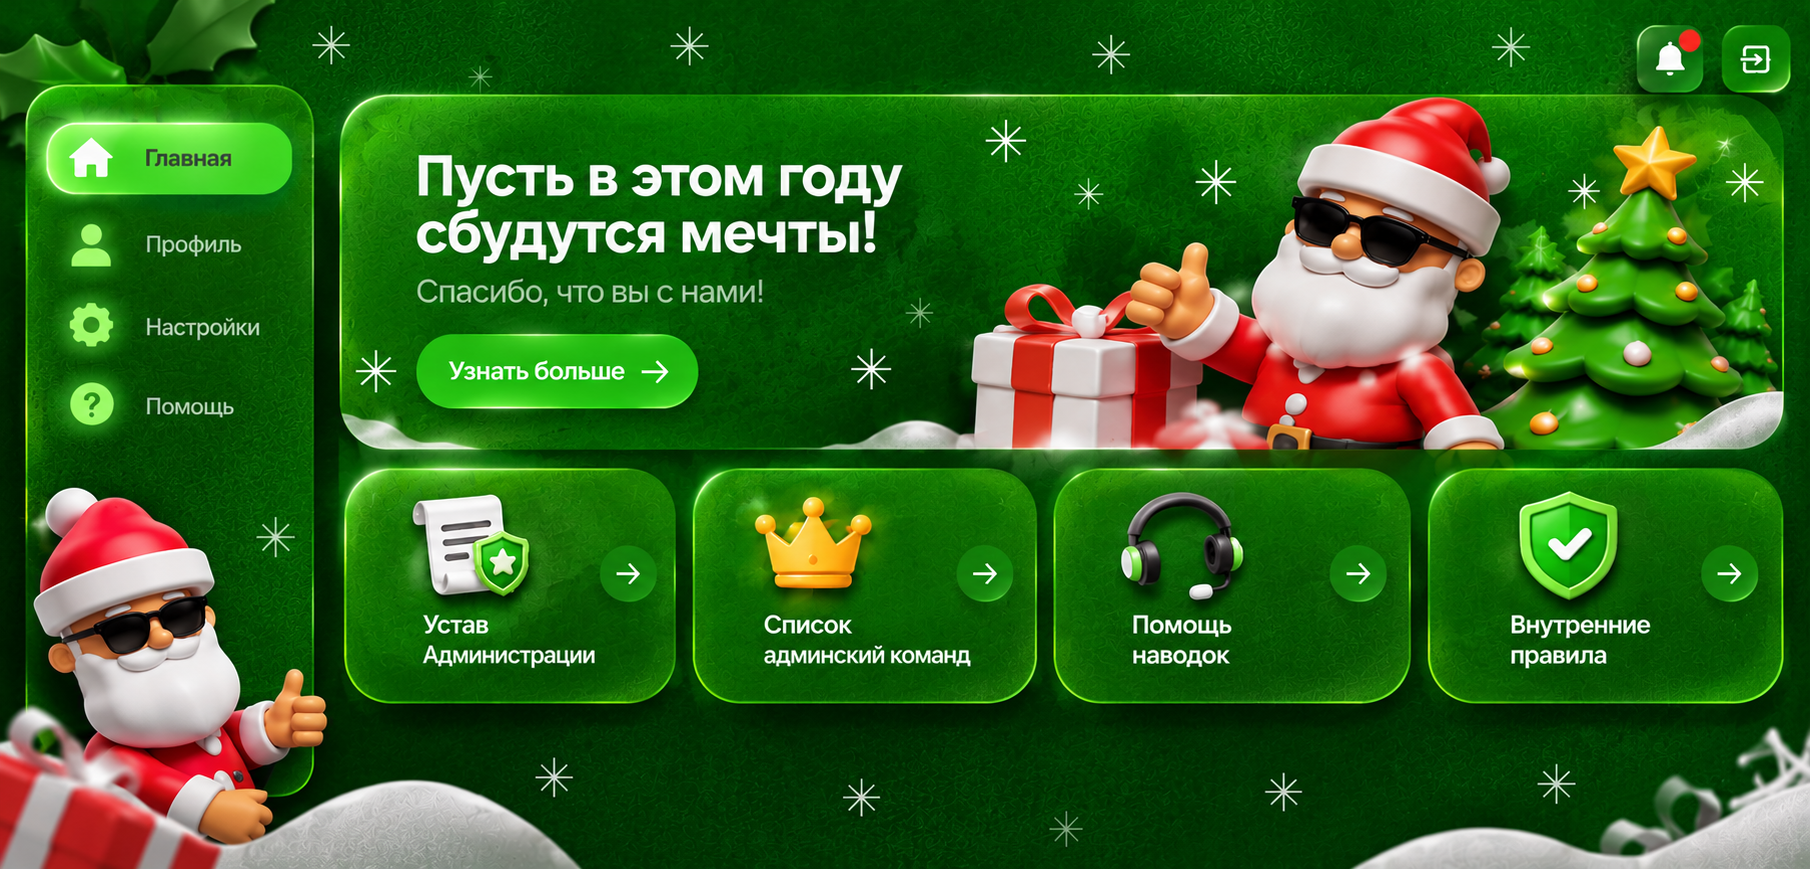 Главная
Профиль
Настройки
Помощь
Пусть в этом году
сбудутся мечты!
Спасибо, что вы с нами!
Узнать больше
Устав
Администрации
Список
админский команд
Помощь
наводок
Внутренние
правила